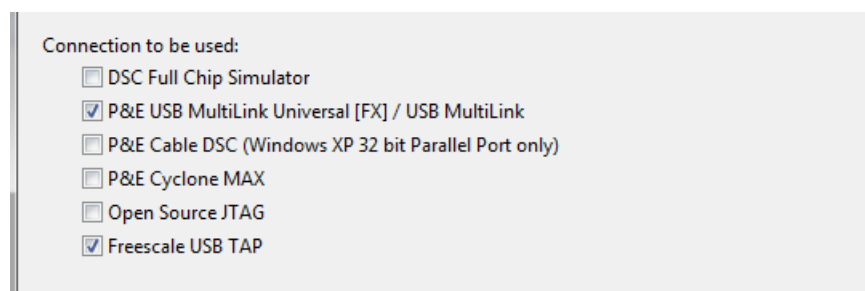 Connection to be used:
DSC Full Chip Simulator
P&E USB MultiLink Universal [FX] / USB MultiLink
P&E Cable DSC (Windows XP 32 bit Parallel Port only)
P&E Cyclone MAX
Open Source JTAG
Freescale USB TAP